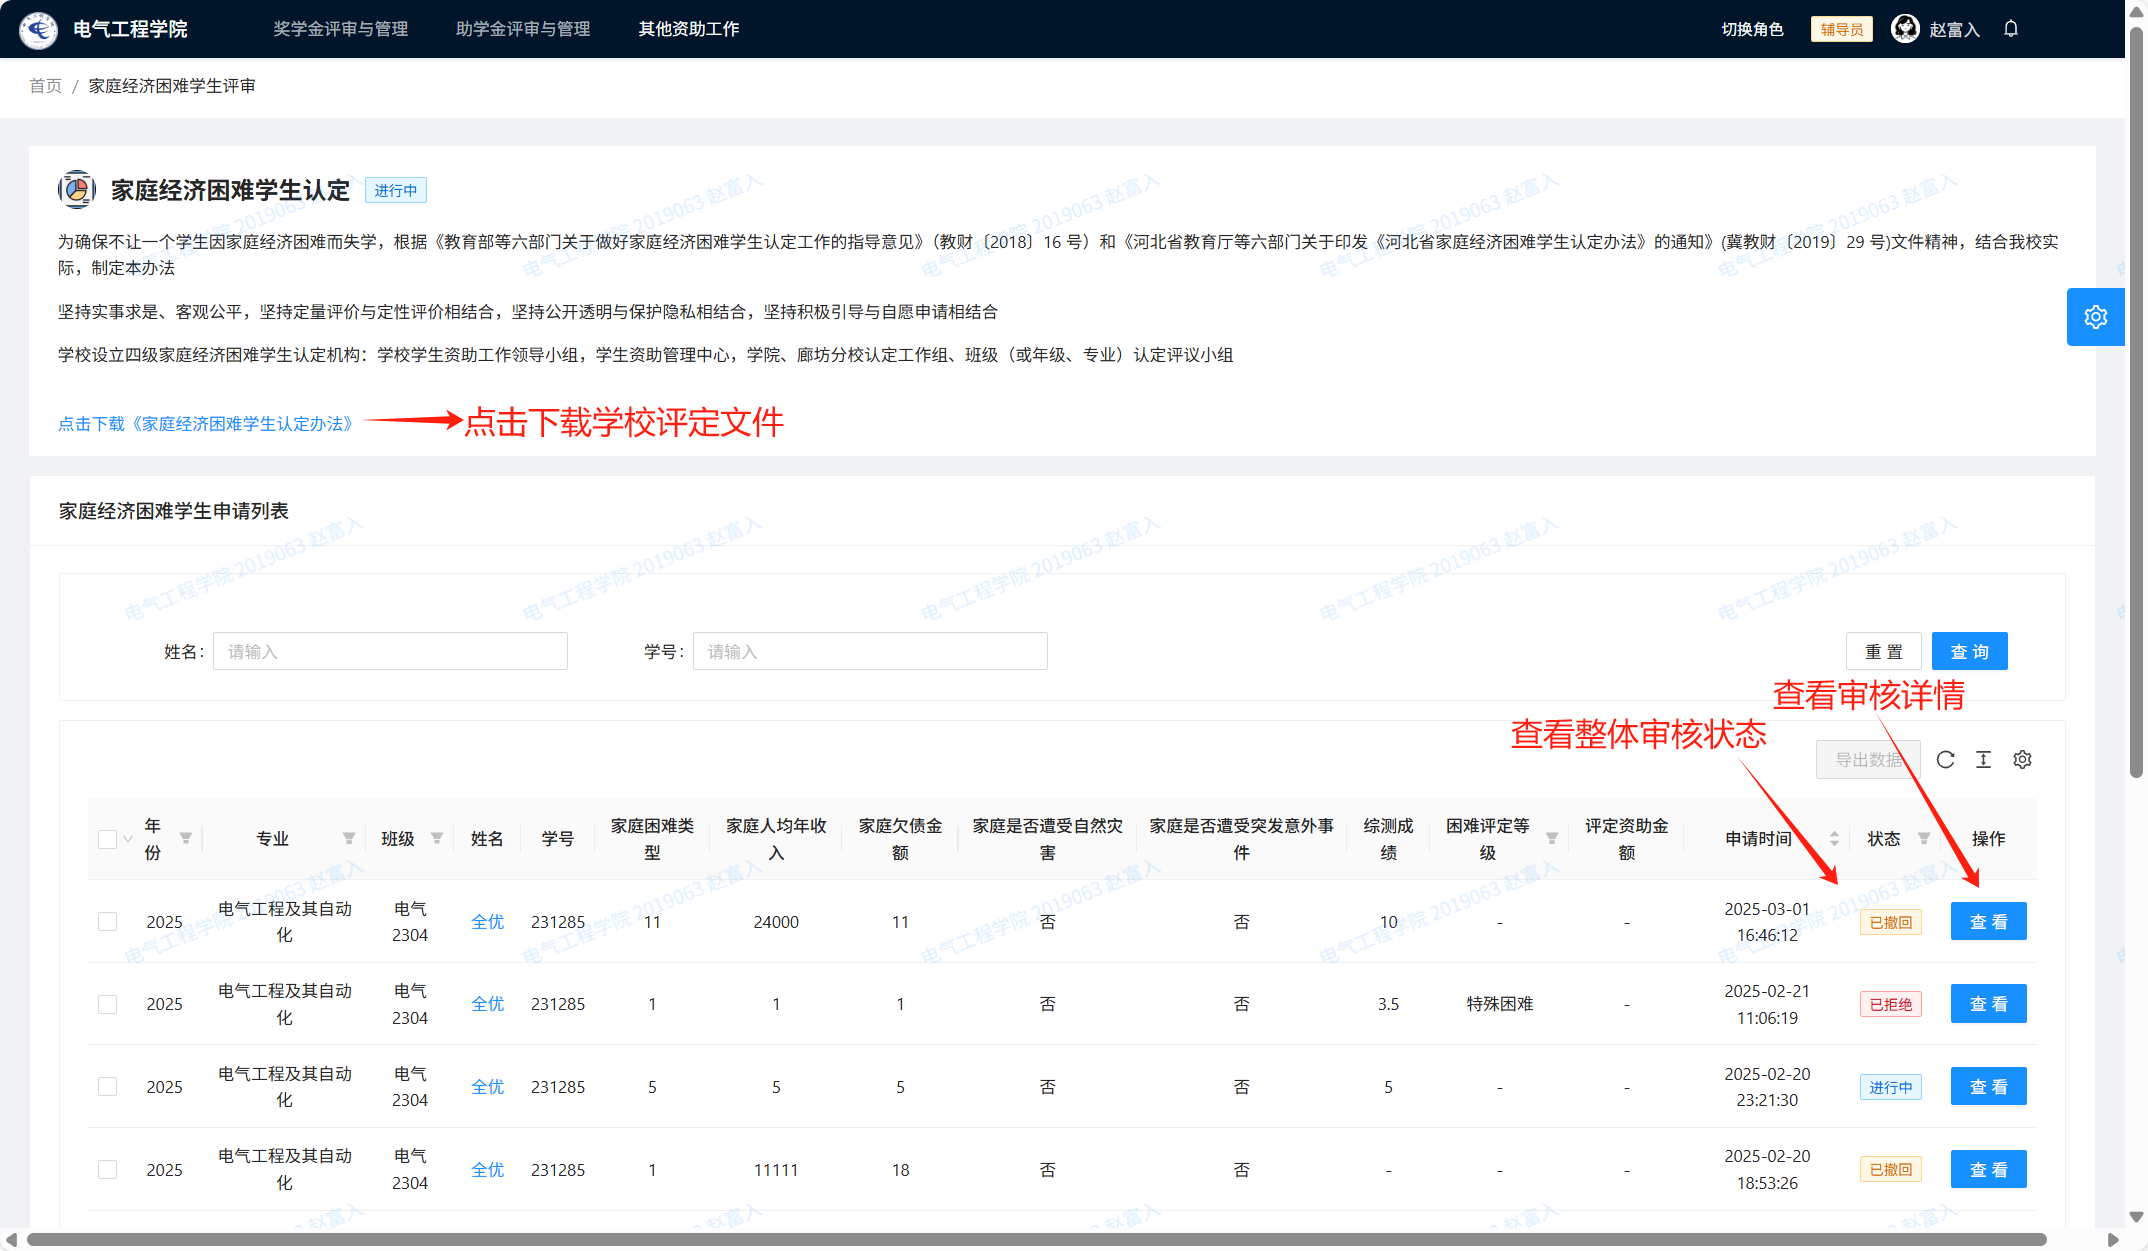 电气工程学院 奖学金评审与管理 助学金评审与管理 其他资助工作 切换角色 辅导员 赵富入
首页 / 家庭经济困难学生评审
家庭经济困难学生认定 进行中
为确保不让一个学生因家庭经济困难而失学，根据《教育部等六部门关于做好家庭经济困难学生认定工作的指导意见》（教财〔2018〕16 号）和《河北省教育厅等六部门关于印发《河北省家庭经济困难学生认定办法》的通知》(冀教财〔2019〕29 号)文件精神，结合我校实
际，制定本办法
坚持实事求是、客观公平，坚持定量评价与定性评价相结合，坚持公开透明与保护隐私相结合，坚持积极引导与自愿申请相结合
学校设立四级家庭经济困难学生认定机构：学校学生资助工作领导小组，学生资助管理中心，学院、廊坊分校认定工作组、班级（或年级、专业）认定评议小组
点击下载《家庭经济困难学生认定办法》 点击下载学校评定文件
家庭经济困难学生申请列表
电气工程学院 2019063 赵富入
姓名: 请输入 学号: 请输入 重 置 查 询
查看审核详情
查看整体审核状态
导出数据
年份 专业 班级 姓名 学号 家庭困难类型 家庭人均年收入 家庭欠债金额 家庭是否遭受自然灾害 家庭是否遭受突发意外事件 综测成绩 困难评定等级 评定资助金额 申请时间 状态 操作
2025 电气工程及其自动化 电气2304 全优 231285 11 24000 11 否 否 10 - - 2025-03-01 16:46:12 已撤回 查 看
2025 电气工程及其自动化 电气2304 全优 231285 1 1 1 否 否 3.5 特殊困难 - 2025-02-21 11:06:19 已拒绝 查 看
2025 电气工程及其自动化 电气2304 全优 231285 5 5 5 否 否 5 - - 2025-02-20 23:21:30 进行中 查 看
2025 电气工程及其自动化 电气2304 全优 231285 1 11111 18 否 否 - - - 2025-02-20 18:53:26 已撤回 查 看